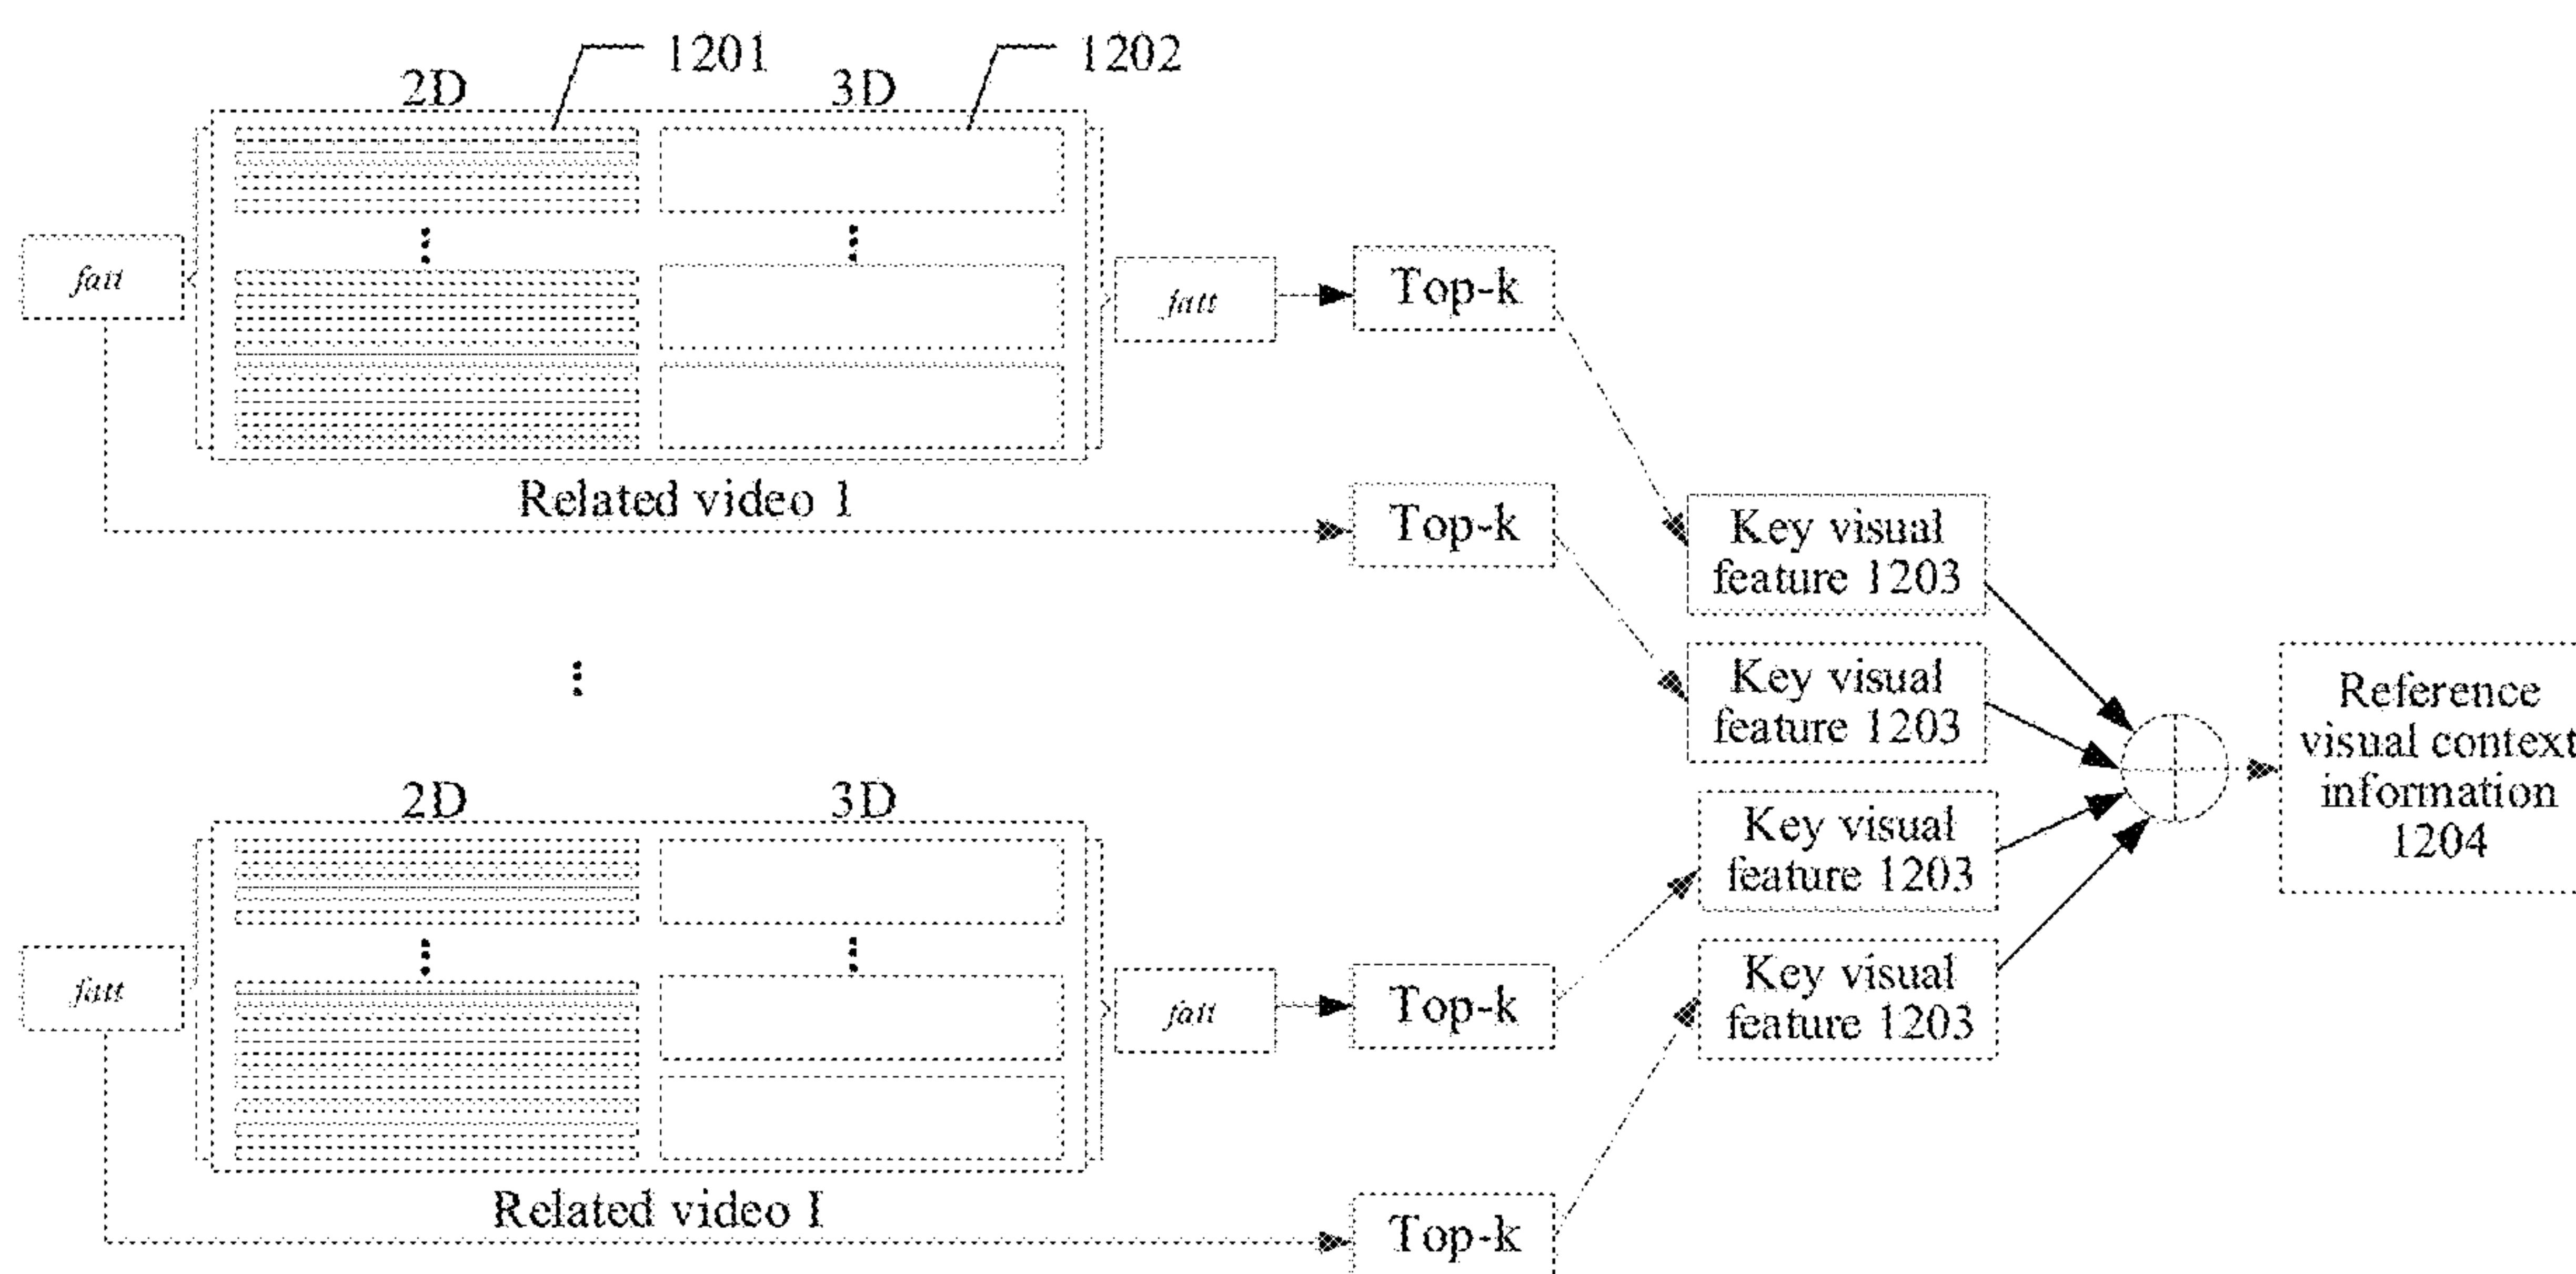 1201
1202
2D
3D
fatt
fatt
Top-k
Related video 1
Top-k
Key visual
feature 1203
Key visual
feature 1203
Reference
visual context
information
1204
2D
3D
Key visual
feature 1203
fatt
fatt
Top-k
Key visual
feature 1203
Related video I
Top-k